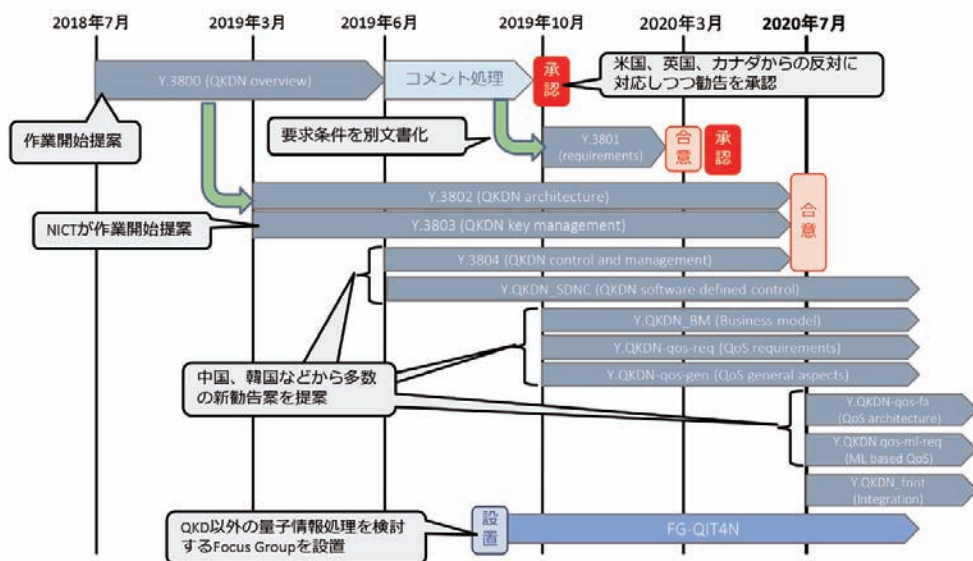 2018年7月
2019年3月
2019年6月
2019年10月
2020年3月
2020年7月
Y.3800 (QKDN overview)
コメント処理
承認
米国、英国、カナダからの反対に
対応しつつ勧告を承認
作業開始提案
要求条件を別文書化
Y.3801
(requirements)
合意
承認
Y.3802 (QKDN architecture)
NICTが作業開始提案
Y.3803 (QKDN key management)
合意
Y.3804 (QKDN control and management)
Y.QKDN_SDNC (QKDN software-defined control)
Y.QKDN_BM (Business model)
Y.QKDN-qos-req (QoS requirements)
Y.QKDN-qos-gen (QoS general aspects)
中国、韓国などから多数
の新勧告案を提案
Y.QKDN-qos-fa
(QoS architecture)
Y.QKDN.qos-ml-req
(ML based QoS)
Y.QKDN_frint
(Integration)
QKD以外の量子情報処理を検討
するFocus Groupを設置
設置
FG-QIT4N